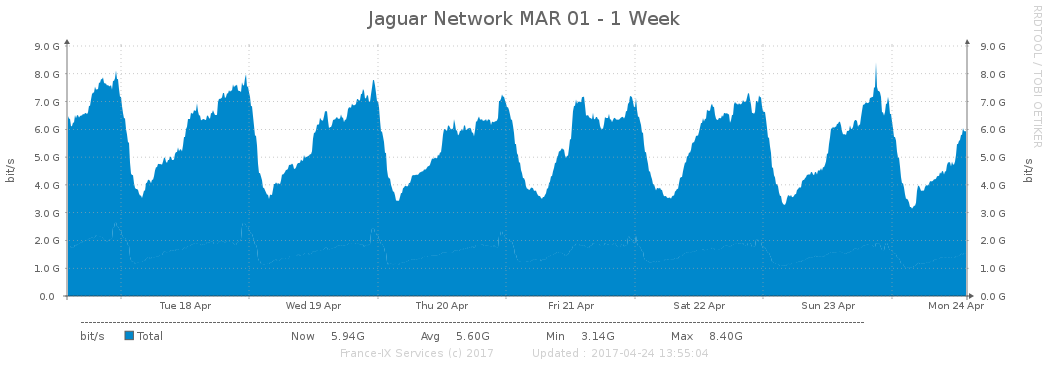 Jaguar Network MAR 01 - 1 Week
RRDTOOL / TOBI OETIKER
bit/s
9.0 G
8.0 G
7.0 G
6.0 G
5.0 G
4.0 G
3.0 G
2.0 G
1.0 G
0.0
9.0 G
8.0 G
7.0 G
6.0 G
5.0 G
4.0 G
3.0 G
2.0 G
1.0 G
0.0 G
bit/s
Tue 18 Apr Wed 19 Apr Thu 20 Apr Fri 21 Apr Sat 22 Apr Sun 23 Apr Mon 24 Apr
bit/s Total Now 5.94G Avg 5.60G Min 3.14G Max 8.40G
France-IX Services (c) 2017 Updated : 2017-04-24 13:55:04